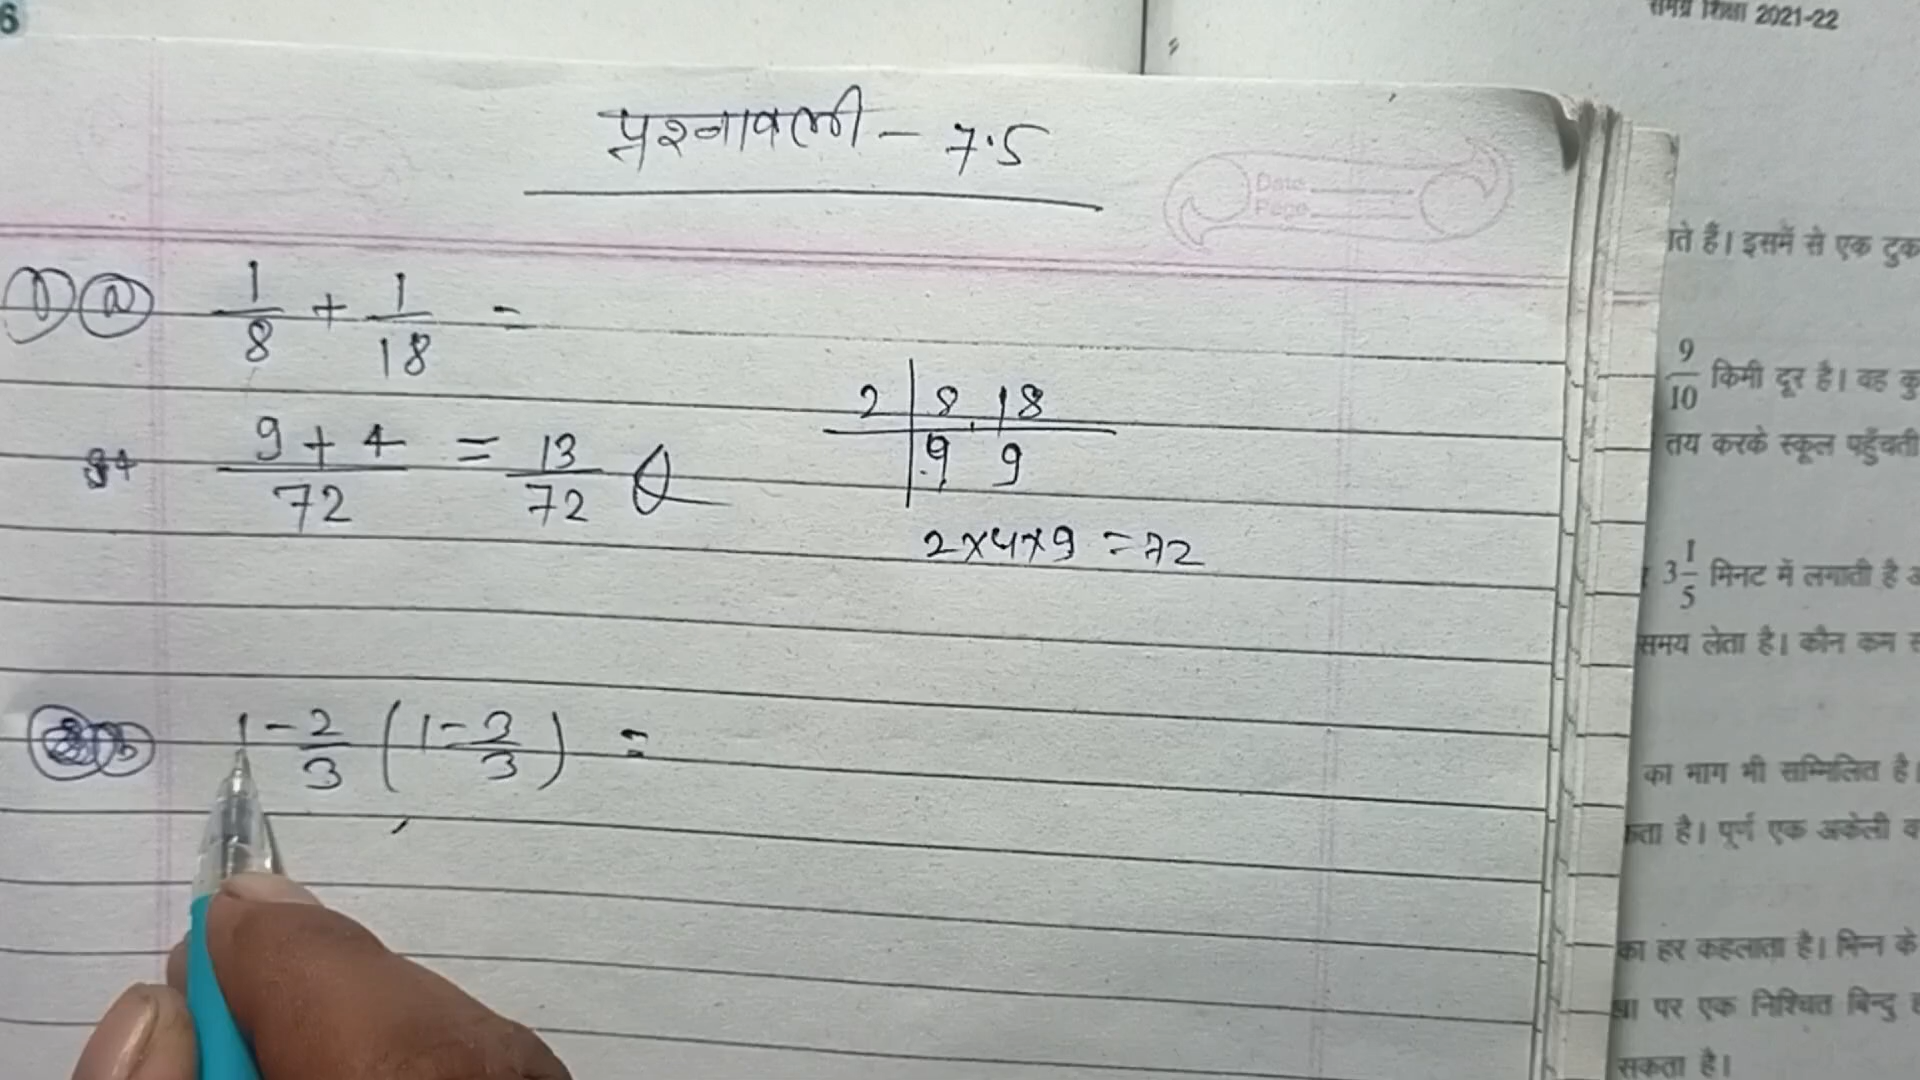 6
समग्र शिक्षा 2021-22
प्रश्नावली - 7.5
Date
Page
1 a 1/8 + 1/18 =
9 + 4 / 72 = 13/72
2 | 8, 18
9 9
2×4×9 = 72
b 1 - 2/3 (1 - 2/3) =
ते हैं। इसमें से एक टुक
9/10 किमी दूर है। वह कु
तय करके स्कूल पहुँचती
3 1/5 मिनट में लगाती है
समय लेता है। कौन कम
का भाग भी सम्मिलित है।
कता है। पूर्ण एक अकेली
का हर कहलाता है। भिन्न के
पर एक निश्चित बिन्दु
सकता है।